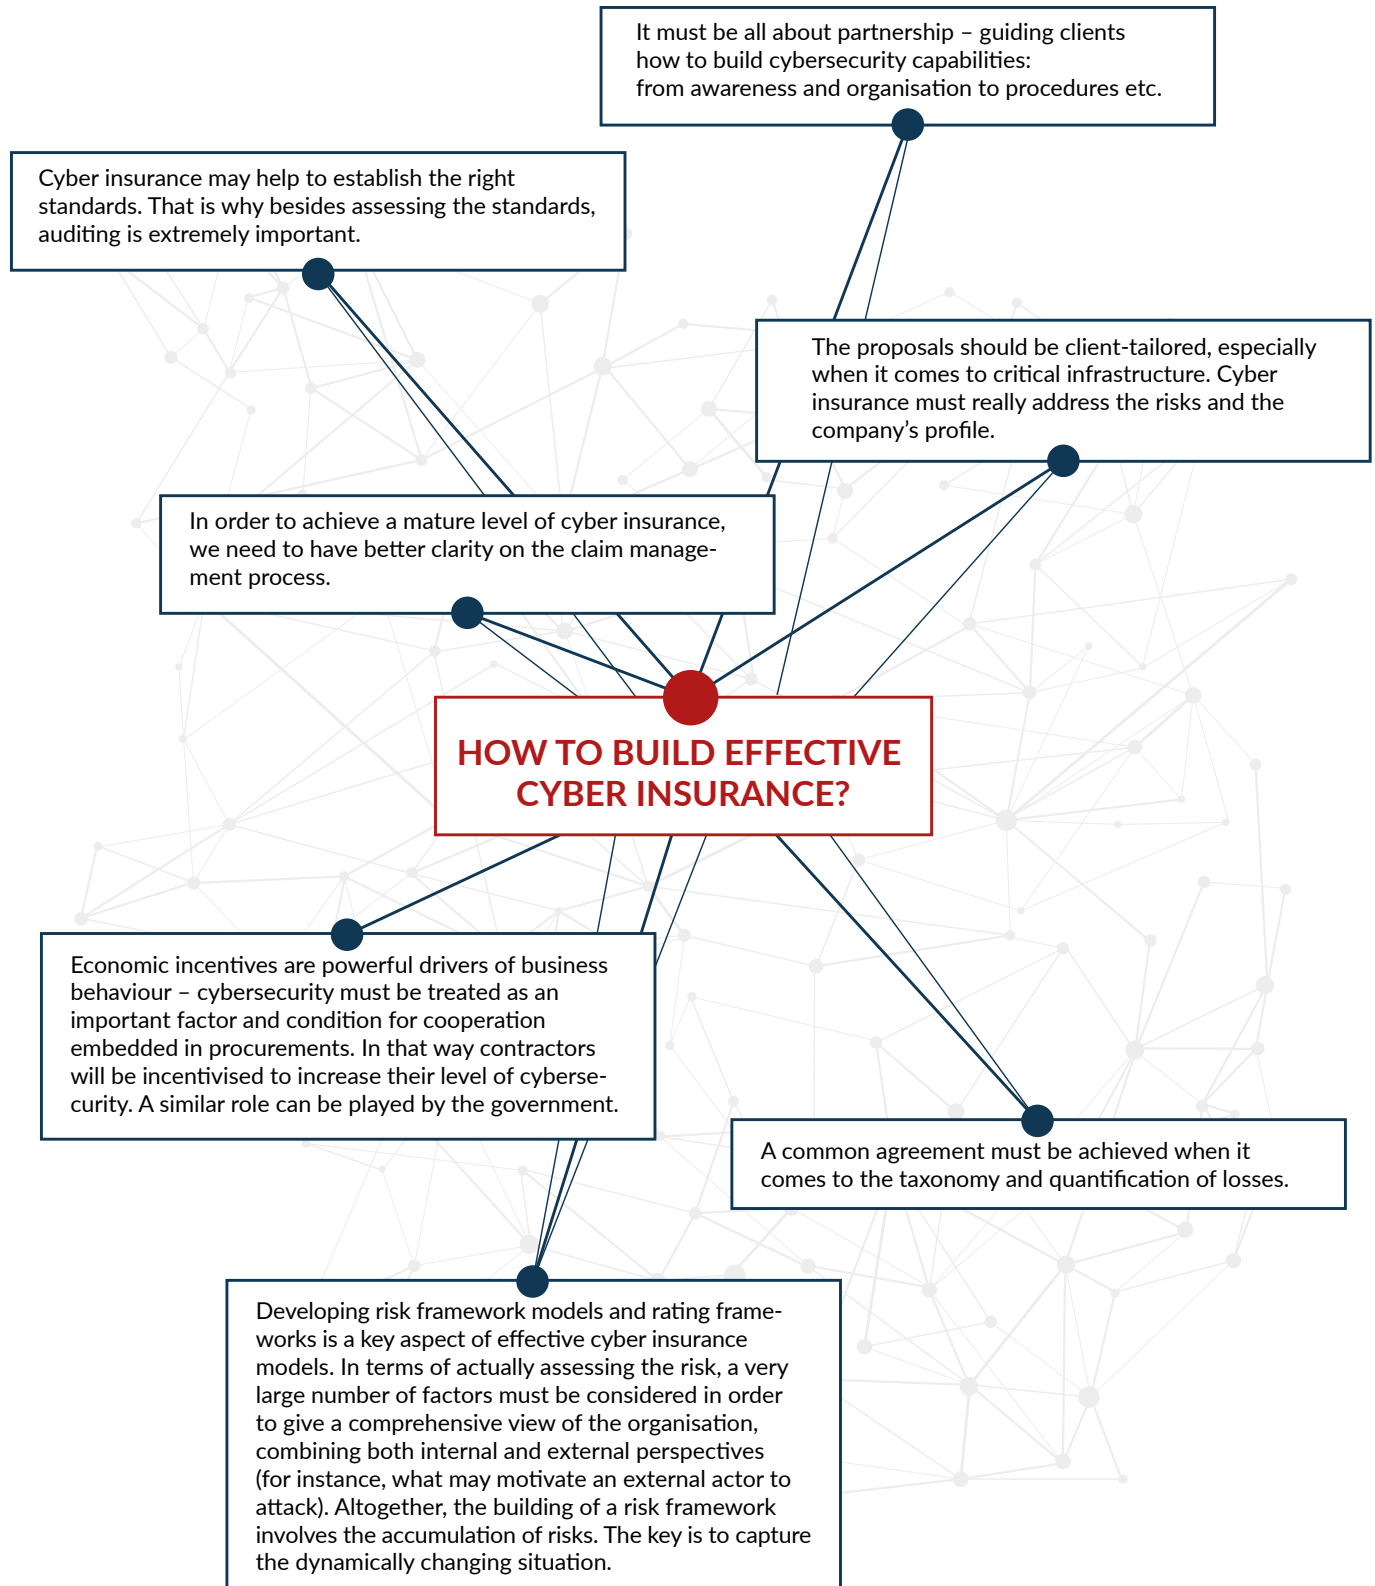 It must be all about partnership – guiding clients
how to build cybersecurity capabilities:
from awareness and organisation to procedures etc.
Cyber insurance may help to establish the right
standards. That is why besides assessing the standards,
auditing is extremely important.
The proposals should be client-tailored, especially
when it comes to critical infrastructure. Cyber
insurance must really address the risks and the
company’s profile.
In order to achieve a mature level of cyber insurance,
we need to have better clarity on the claim manage-
ment process.
HOW TO BUILD EFFECTIVE
CYBER INSURANCE?
Economic incentives are powerful drivers of business
behaviour – cybersecurity must be treated as an
important factor and condition for cooperation
embedded in procurements. In that way contractors
will be incentivised to increase their level of cyberse-
curity. A similar role can be played by the government.
A common agreement must be achieved when it
comes to the taxonomy and quantification of losses.
Developing risk framework models and rating frame-
works is a key aspect of effective cyber insurance
models. In terms of actually assessing the risk, a very
large number of factors must be considered in order
to give a comprehensive view of the organisation,
combining both internal and external perspectives
(for instance, what may motivate an external actor to
attack). Altogether, the building of a risk framework
involves the accumulation of risks. The key is to capture
the dynamically changing situation.